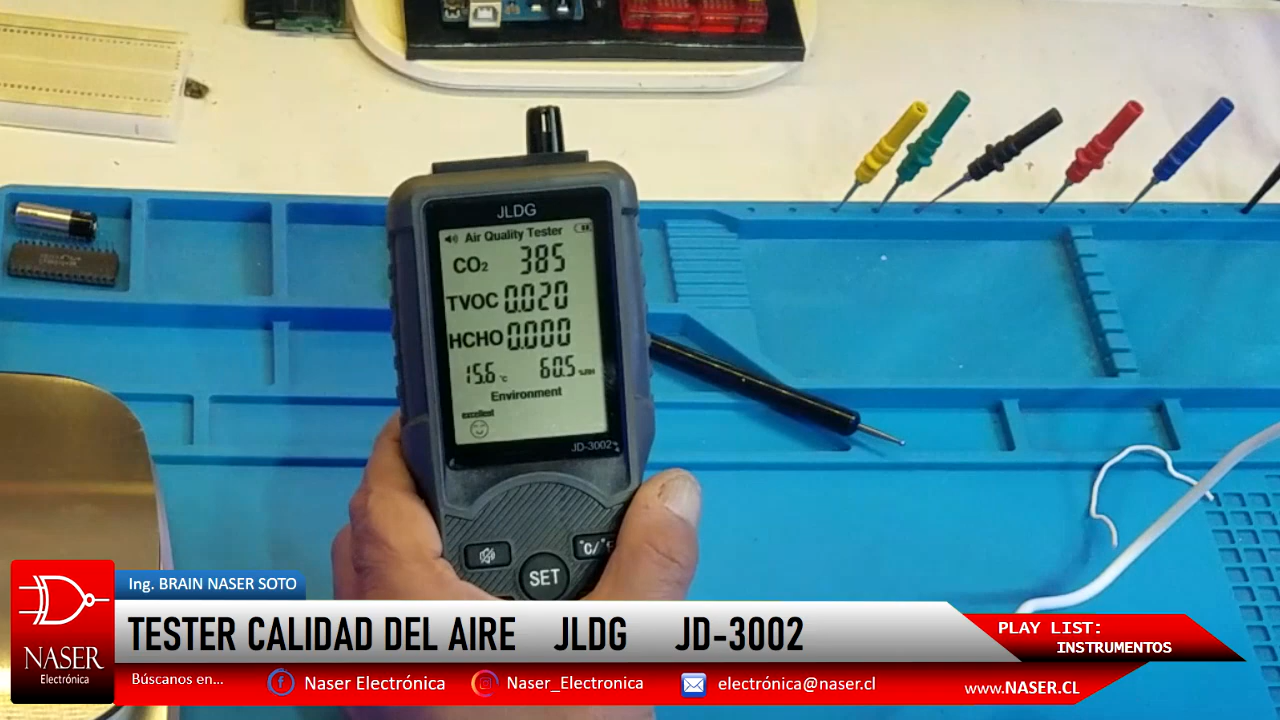 JLDG
Air Quality Tester
CO2 385
TVOC 0.020
HCHO 0.000
15.6 °C 60.5 %RH
Environment
excellent
JD-3002
°C/°F
SET
Ing. BRAIN NASER SOTO
TESTER CALIDAD DEL AIRE JLDG JD-3002
PLAY LIST:
INSTRUMENTOS
NASER
Electrónica
Búscanos en...
Naser Electrónica
Naser_Electronica
electrónica@naser.cl
www.NASER.CL